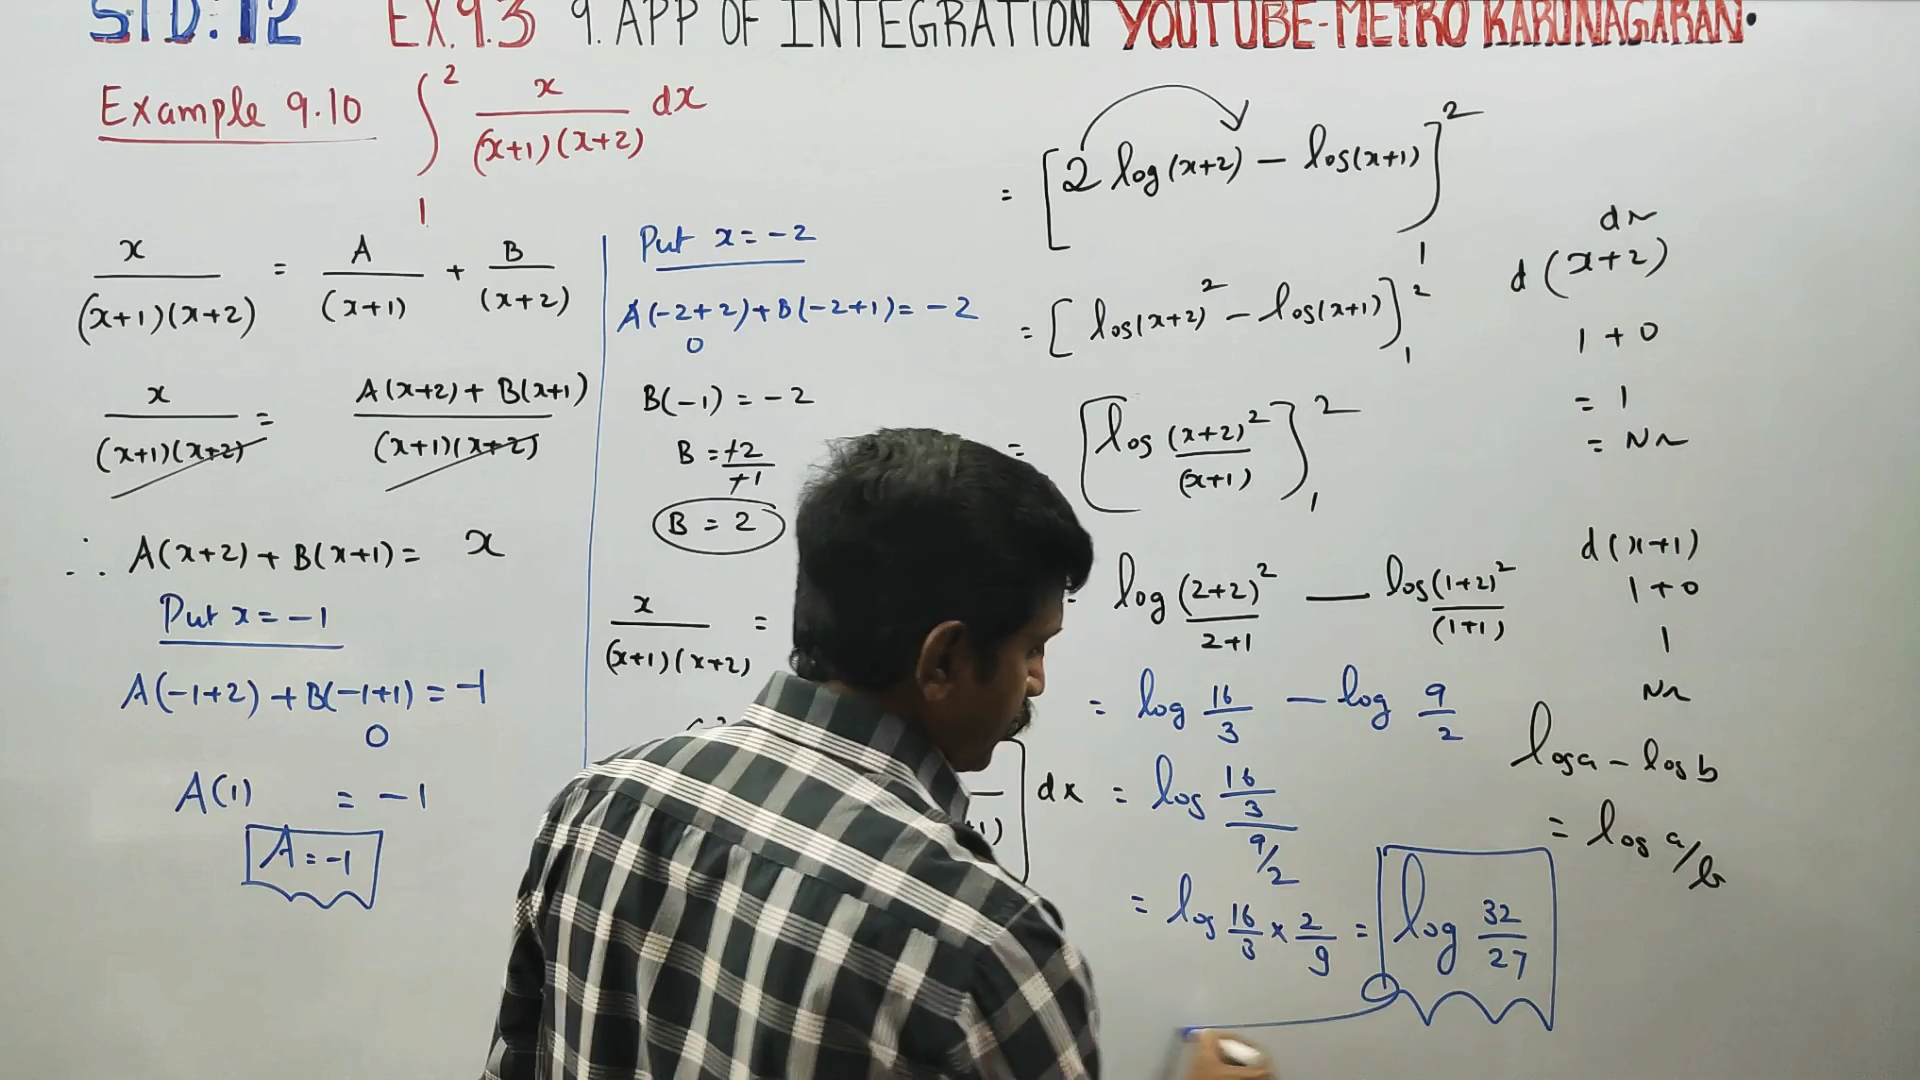 STD:12 EX.9.3 9. APP OF INTEGRATION YOUTUBE-METRO KARUNAGARAN.
Example 9.10 ∫₁² x/((x+1)(x+2)) dx
x/((x+1)(x+2)) = A/(x+1) + B/(x+2)
x/((x+1)(x+2)) = (A(x+2) + B(x+1))/((x+1)(x+2))
∴ A(x+2) + B(x+1) = x
Put x = -1
A(-1+2) + B(-1+1) = -1
0
A(1) = -1
A = -1
Put x = -2
A(-2+2) + B(-2+1) = -2
0
B(-1) = -2
B = +2/+1
B = 2
x/((x+1)(x+2)) =
dx
= [2 log(x+2) - log(x+1)]₁²
= [log(x+2)² - log(x+1)]₁²
= [log (x+2)²/(x+1)]₁²
log (2+2)²/2+1 — log (1+2)²/(1+1)
= log 16/3 - log 9/2
= log 16/3 / 9/2
= log 16/3 × 2/9 = log 32/27
dr
d(x+2)
1 + 0
= 1
= Nr
d(x+1)
1+0
1
Nr
log a - log b
= log a/b